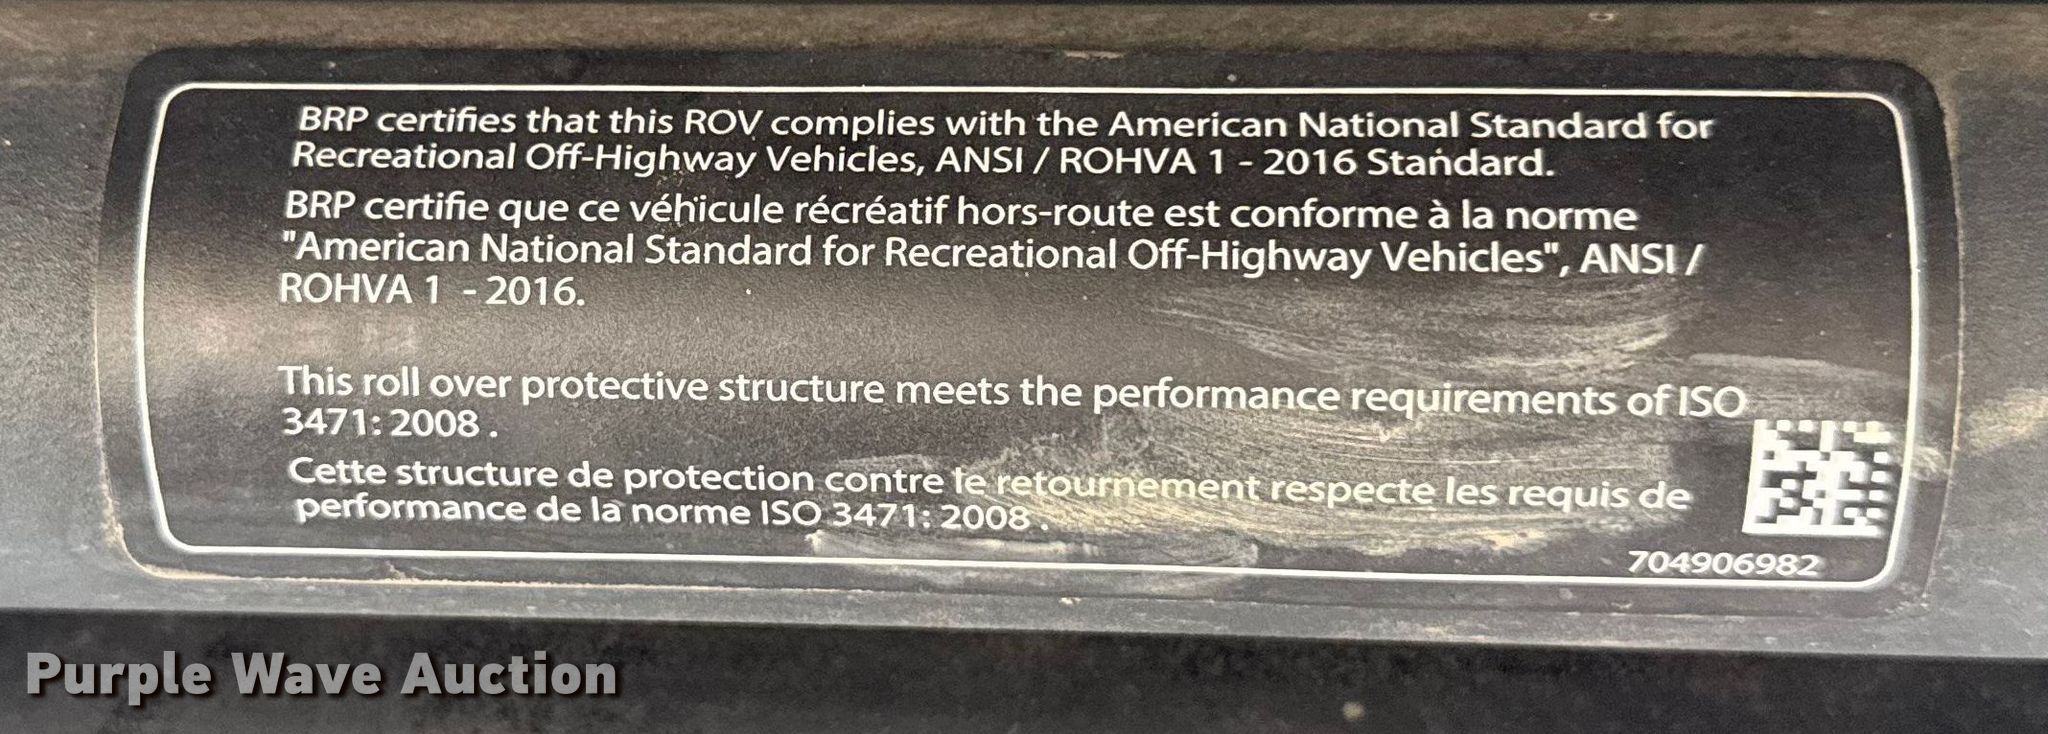 BRP certifies that this ROV complies with the American National Standard for
Recreational Off-Highway Vehicles, ANSI / ROHVA 1 - 2016 Standard.
BRP certifie que ce véhicule récréatif hors-route est conforme à la norme
"American National Standard for Recreational Off-Highway Vehicles", ANSI /
ROHVA 1 - 2016.
This roll over protective structure meets the performance requirements of ISO
3471: 2008 .
Cette structure de protection contre le retournement respecte les requis de
performance de la norme ISO 3471: 2008 .
704906982
Purple Wave Auction